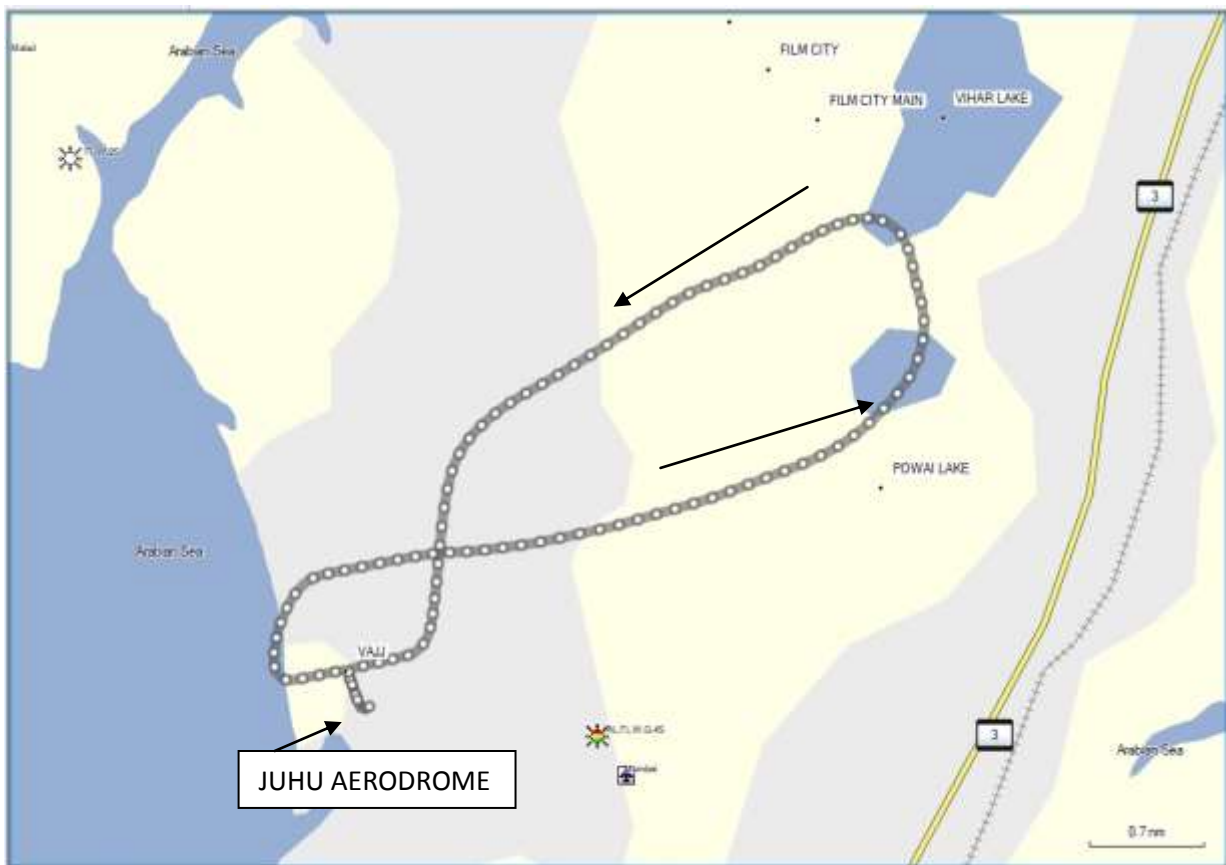 Arabian Sea
FILM CITY
FILM CITY MAIN
VIHAR LAKE
3
POWAI LAKE
Arabian Sea
VAJJ
JUHU AERODROME
3
Arabian Sea
0.7 nm